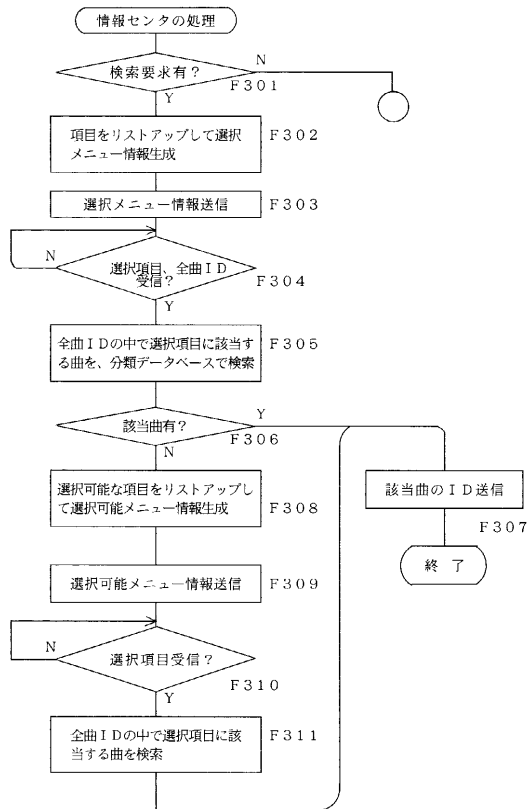 情報センタの処理
検索要求有？
N
F301
Y
項目をリストアップして選択
メニュー情報生成
F302
選択メニュー情報送信
F303
N
選択項目、全曲ID
受信？
F304
Y
全曲IDの中で選択項目に該当す
る曲を、分類データベースで検索
F305
該当曲有？
Y
F306
N
選択可能な項目をリストアップし
て選択可能メニュー情報生成
F308
該当曲のID送信
F307
終 了
選択可能メニュー情報送信
F309
N
選択項目受信？
F310
Y
全曲IDの中で選択項目に該
当する曲を検索
F311